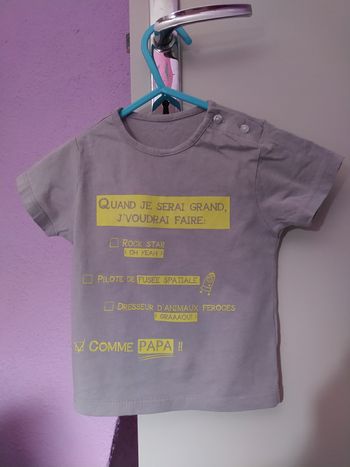 QUAND JE SERAI GRAND,
J'VOUDRAI FAIRE:
ROCK STAR
( OH YEAH )
PILOTE DE FUSÉE SPATIALE
DRESSEUR D'ANIMAUX FEROCES
( GRAAAOU! )
COMME PAPA !!